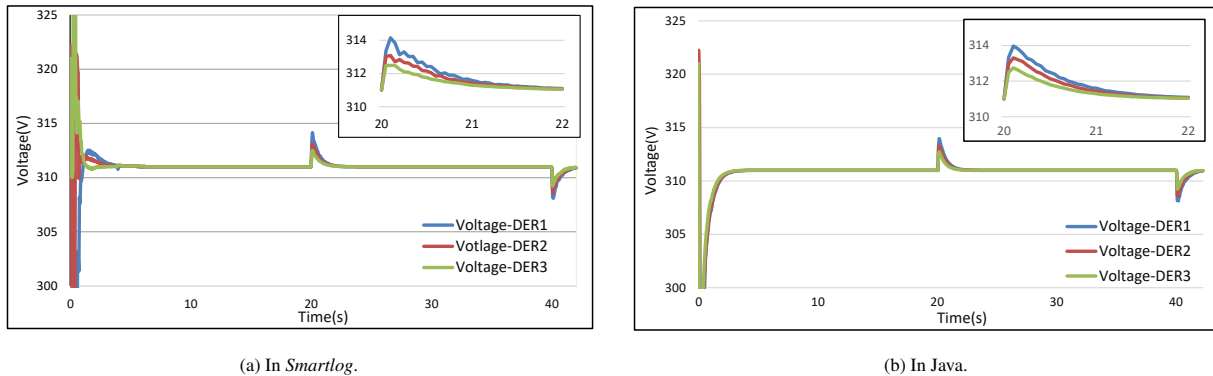 325
320
315
310
305
300
Voltage(V)
0
10
20
30
40
Time(s)
314
312
310
20
21
22
Voltage-DER1
Votlage-DER2
Voltage-DER3
(a) In Smartlog.
325
320
315
310
305
300
Voltage(V)
0
10
20
30
40
Time(s)
316
314
312
310
20
21
22
Voltage-DER1
Voltage-DER2
Voltage-DER3
(b) In Java.